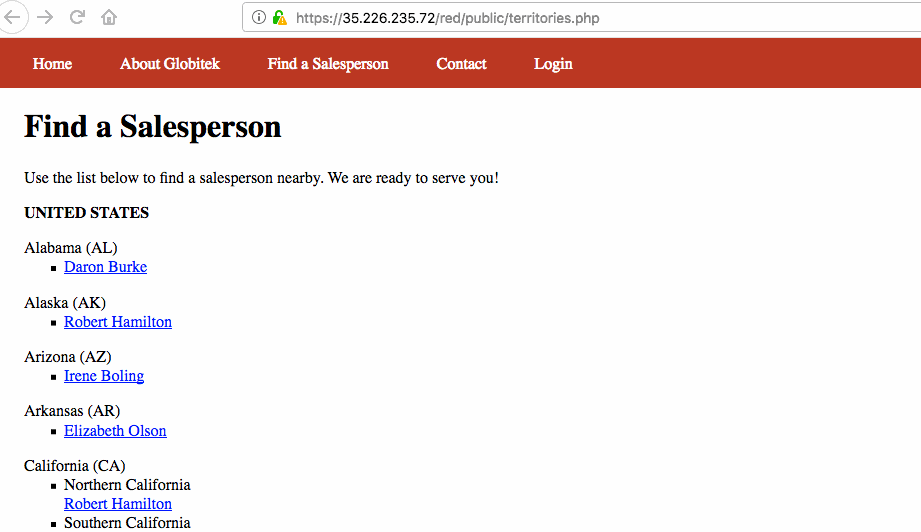 https://35.226.235.72/red/public/territories.php
Home About Globitek Find a Salesperson Contact Login
Find a Salesperson
Use the list below to find a salesperson nearby. We are ready to serve you!
UNITED STATES
Alabama (AL)
Daron Burke
Alaska (AK)
Robert Hamilton
Arizona (AZ)
Irene Boling
Arkansas (AR)
Elizabeth Olson
California (CA)
Northern California
Robert Hamilton
Southern California